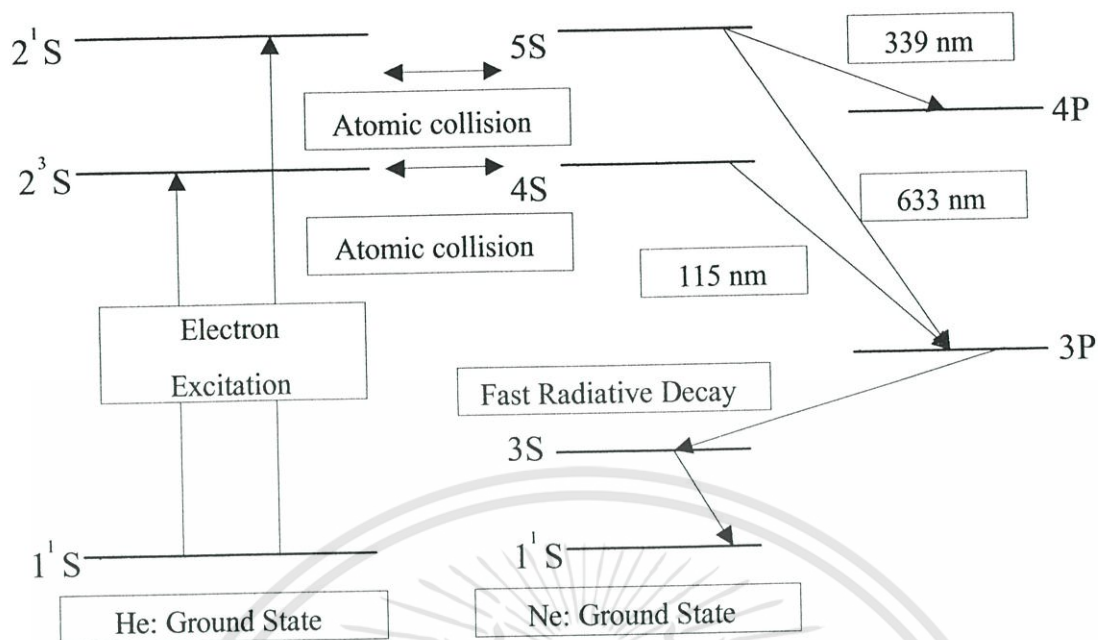 2¹S
5S
339 nm
4P
Atomic collision
2³S
4S
633 nm
Atomic collision
115 nm
Electron
Excitation
3P
Fast Radiative Decay
3S
1¹S
1¹S
He: Ground State
Ne: Ground State